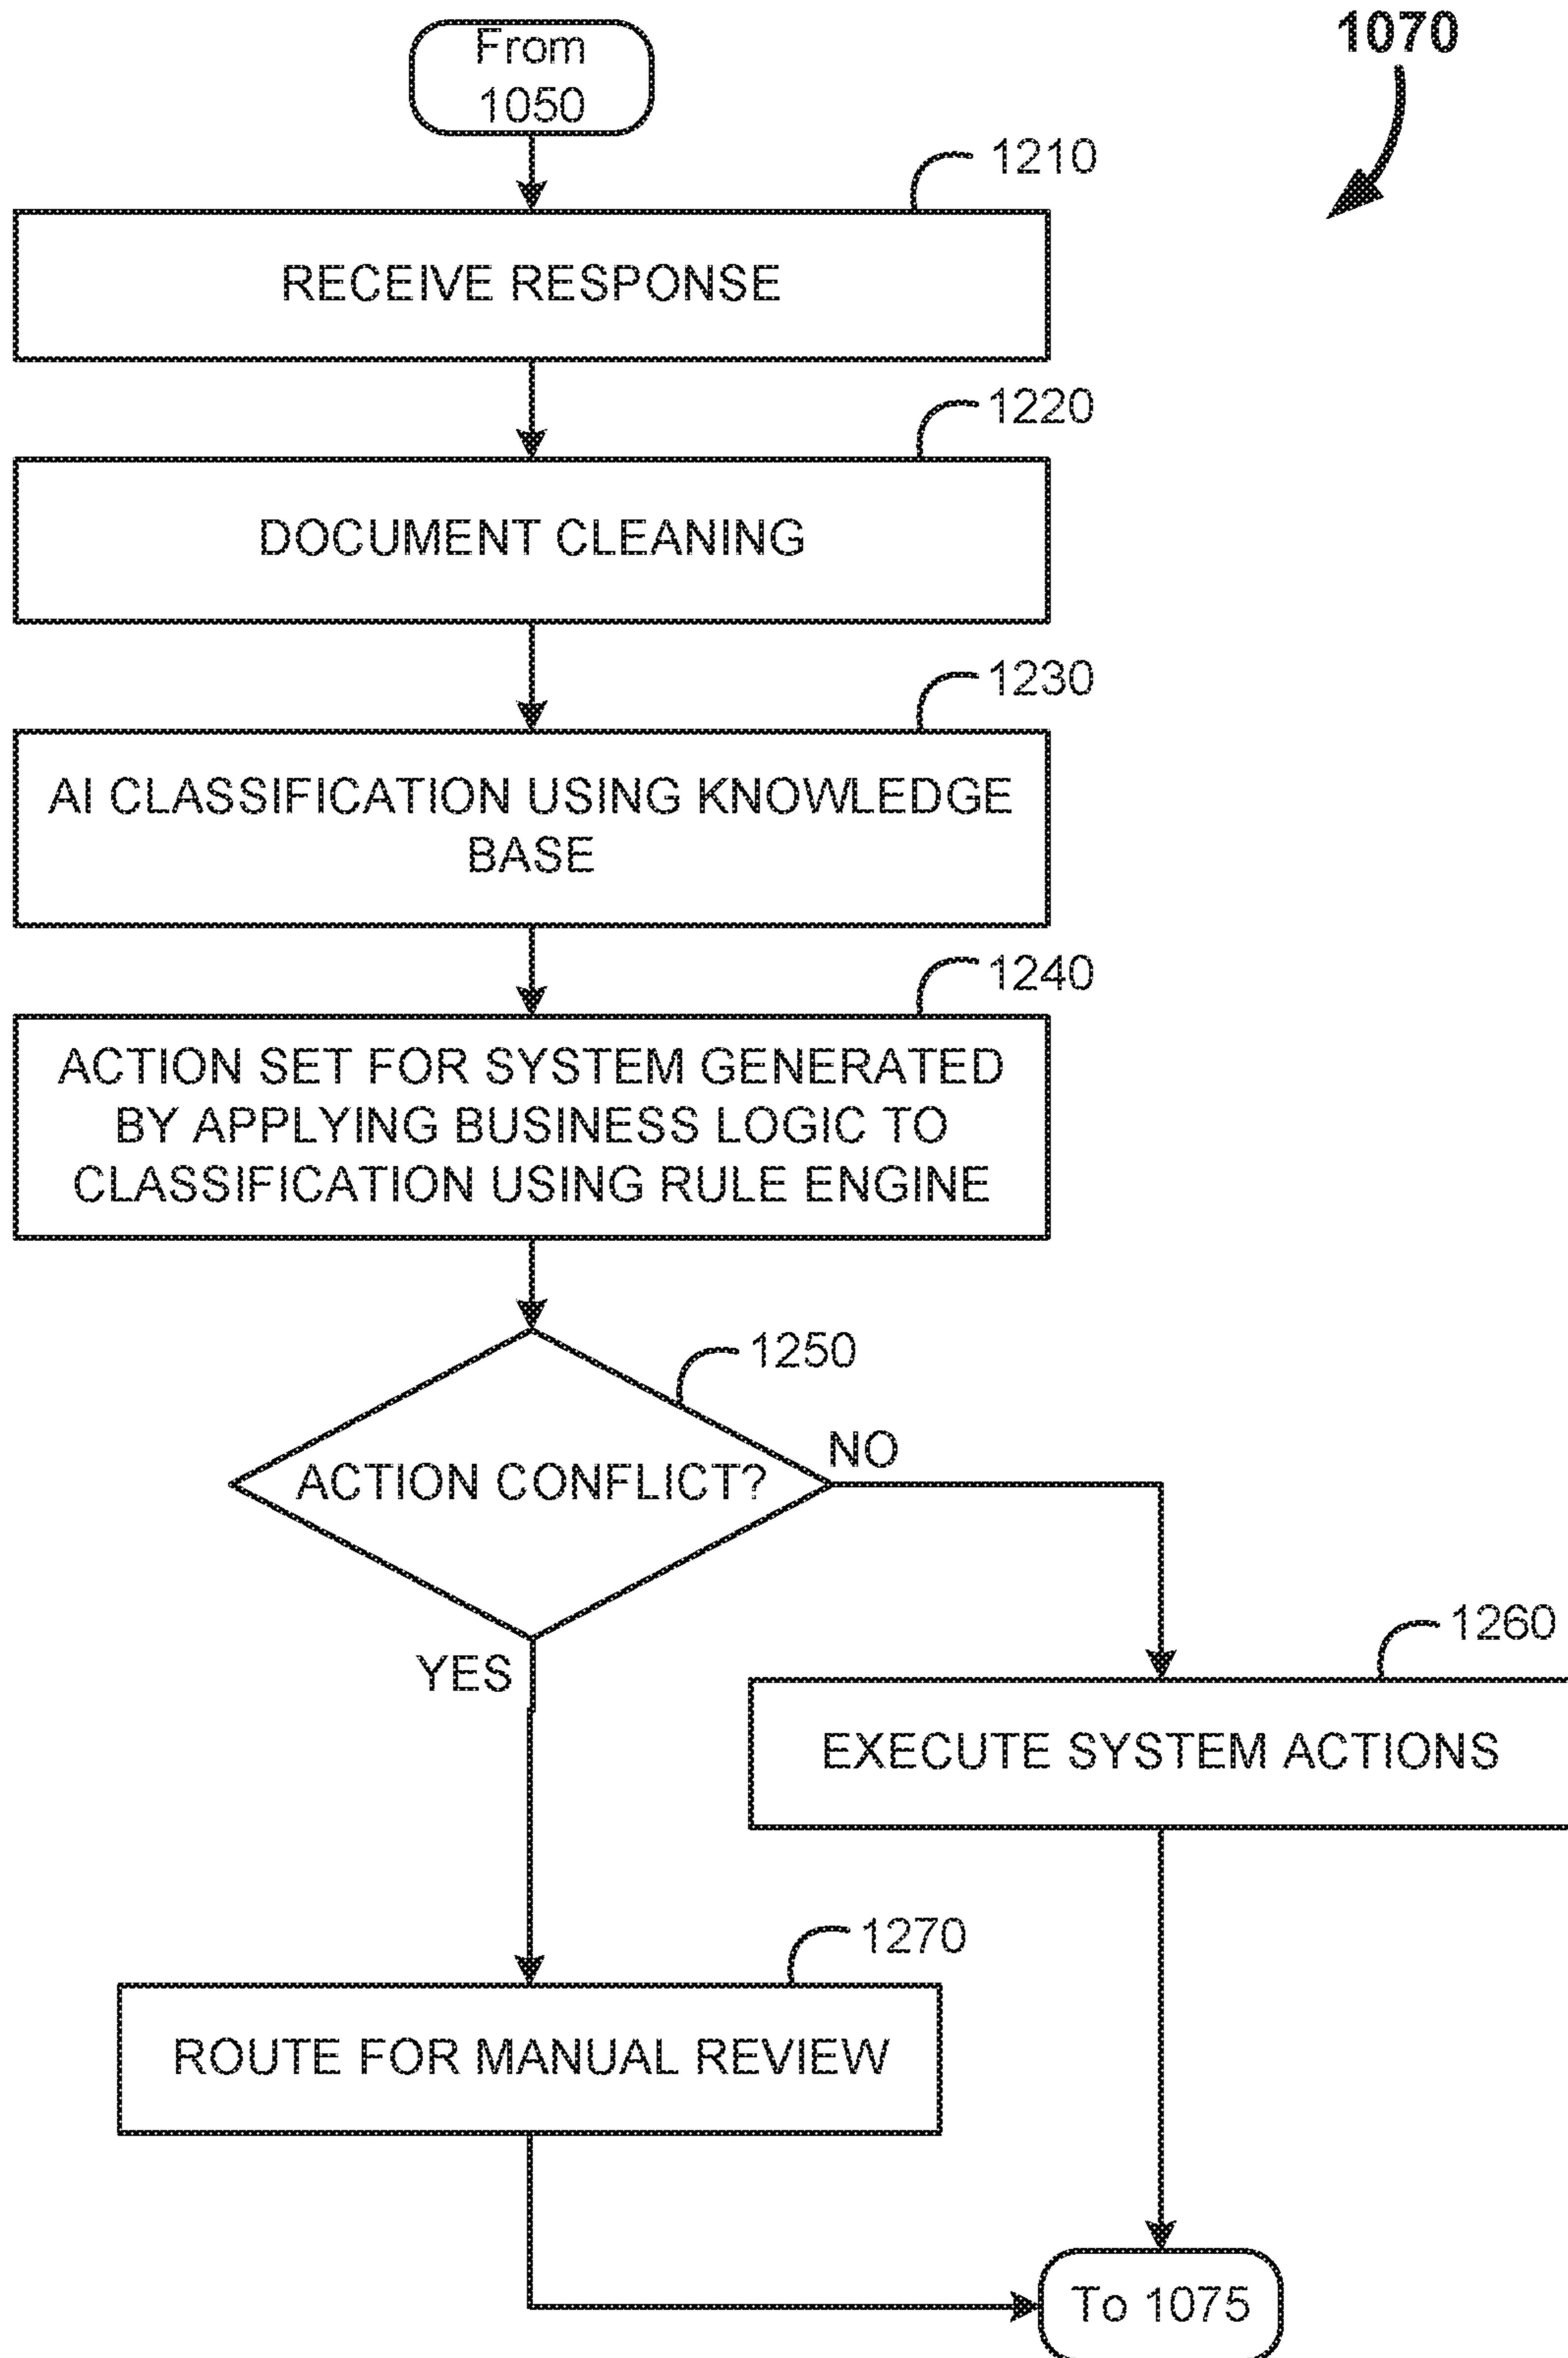 1070
From
1050
1210
RECEIVE RESPONSE
1220
DOCUMENT CLEANING
1230
AI CLASSIFICATION USING KNOWLEDGE
BASE
1240
ACTION SET FOR SYSTEM GENERATED
BY APPLYING BUSINESS LOGIC TO
CLASSIFICATION USING RULE ENGINE
1250
ACTION CONFLICT?
NO
YES
1260
EXECUTE SYSTEM ACTIONS
1270
ROUTE FOR MANUAL REVIEW
To 1075